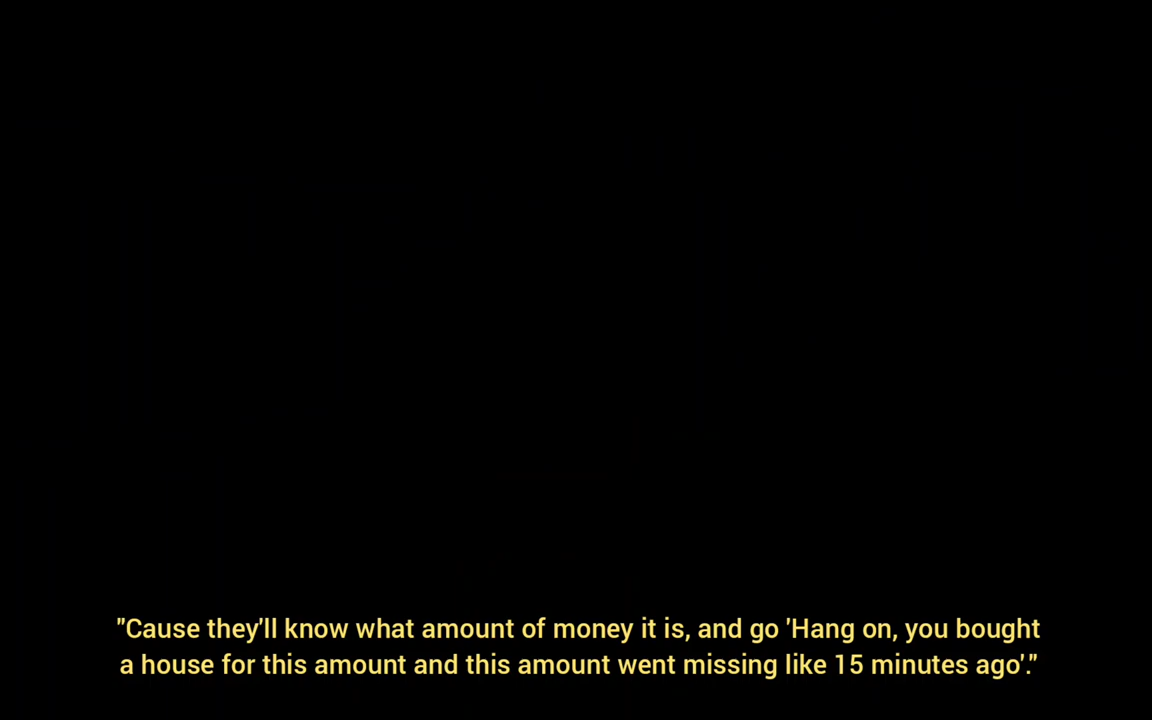 "Cause they'll know what amount of money it is, and go 'Hang on, you bought
a house for this amount and this amount went missing like 15 minutes ago'."